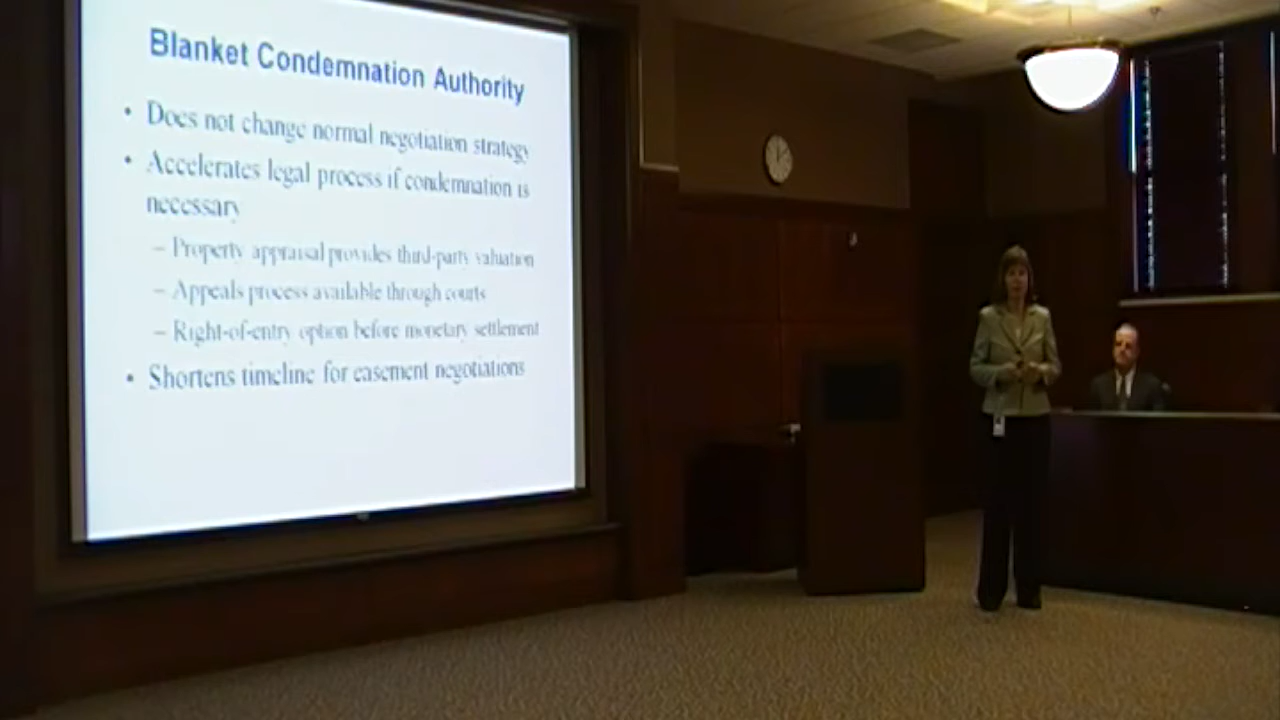 Blanket Condemnation Authority
• Does not change normal negotiation strategy
• Accelerates legal process if condemnation is
necessary
– Property appraisal provides third-party valuation
– Appeals process available through courts
– Right-of-entry option before monetary settlement
• Shortens timeline for easement negotiations